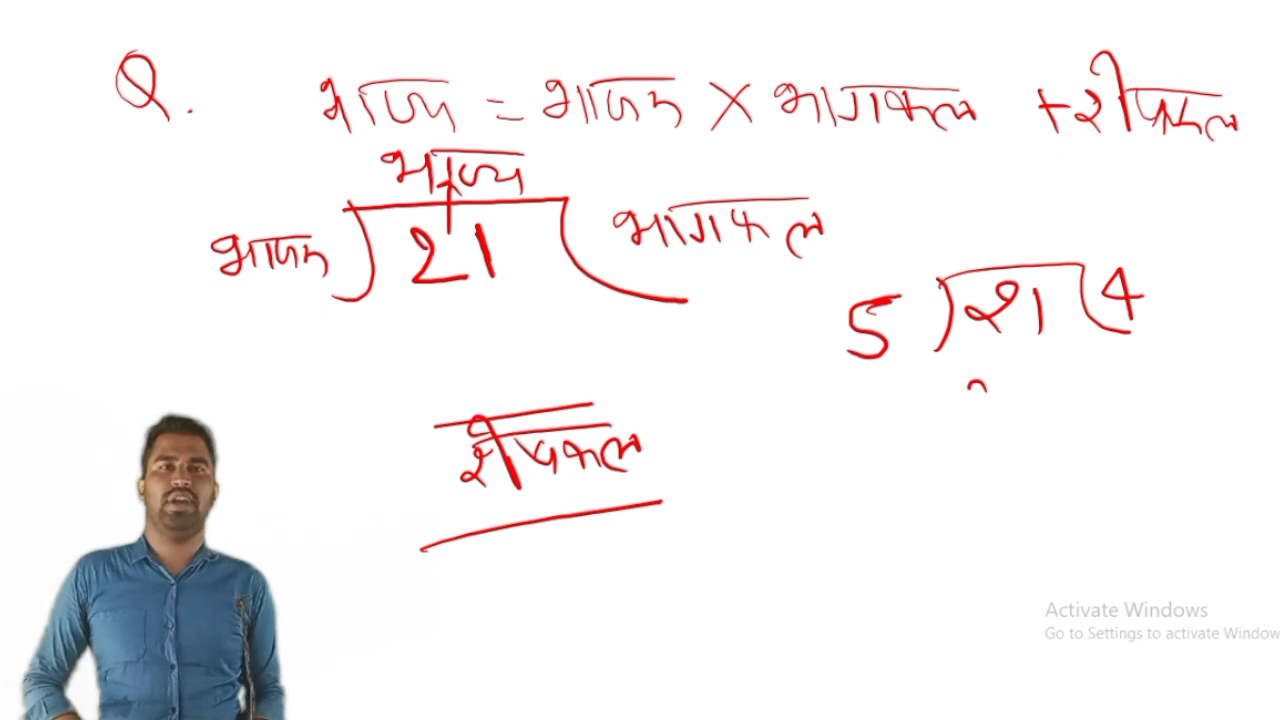 Q. भाज्य = भाजक × भागफल + शेषफल
भाज्य
भाजक 21 भागफल
5 21 4
शेषफल
Activate Windows
Go to Settings to activate Window